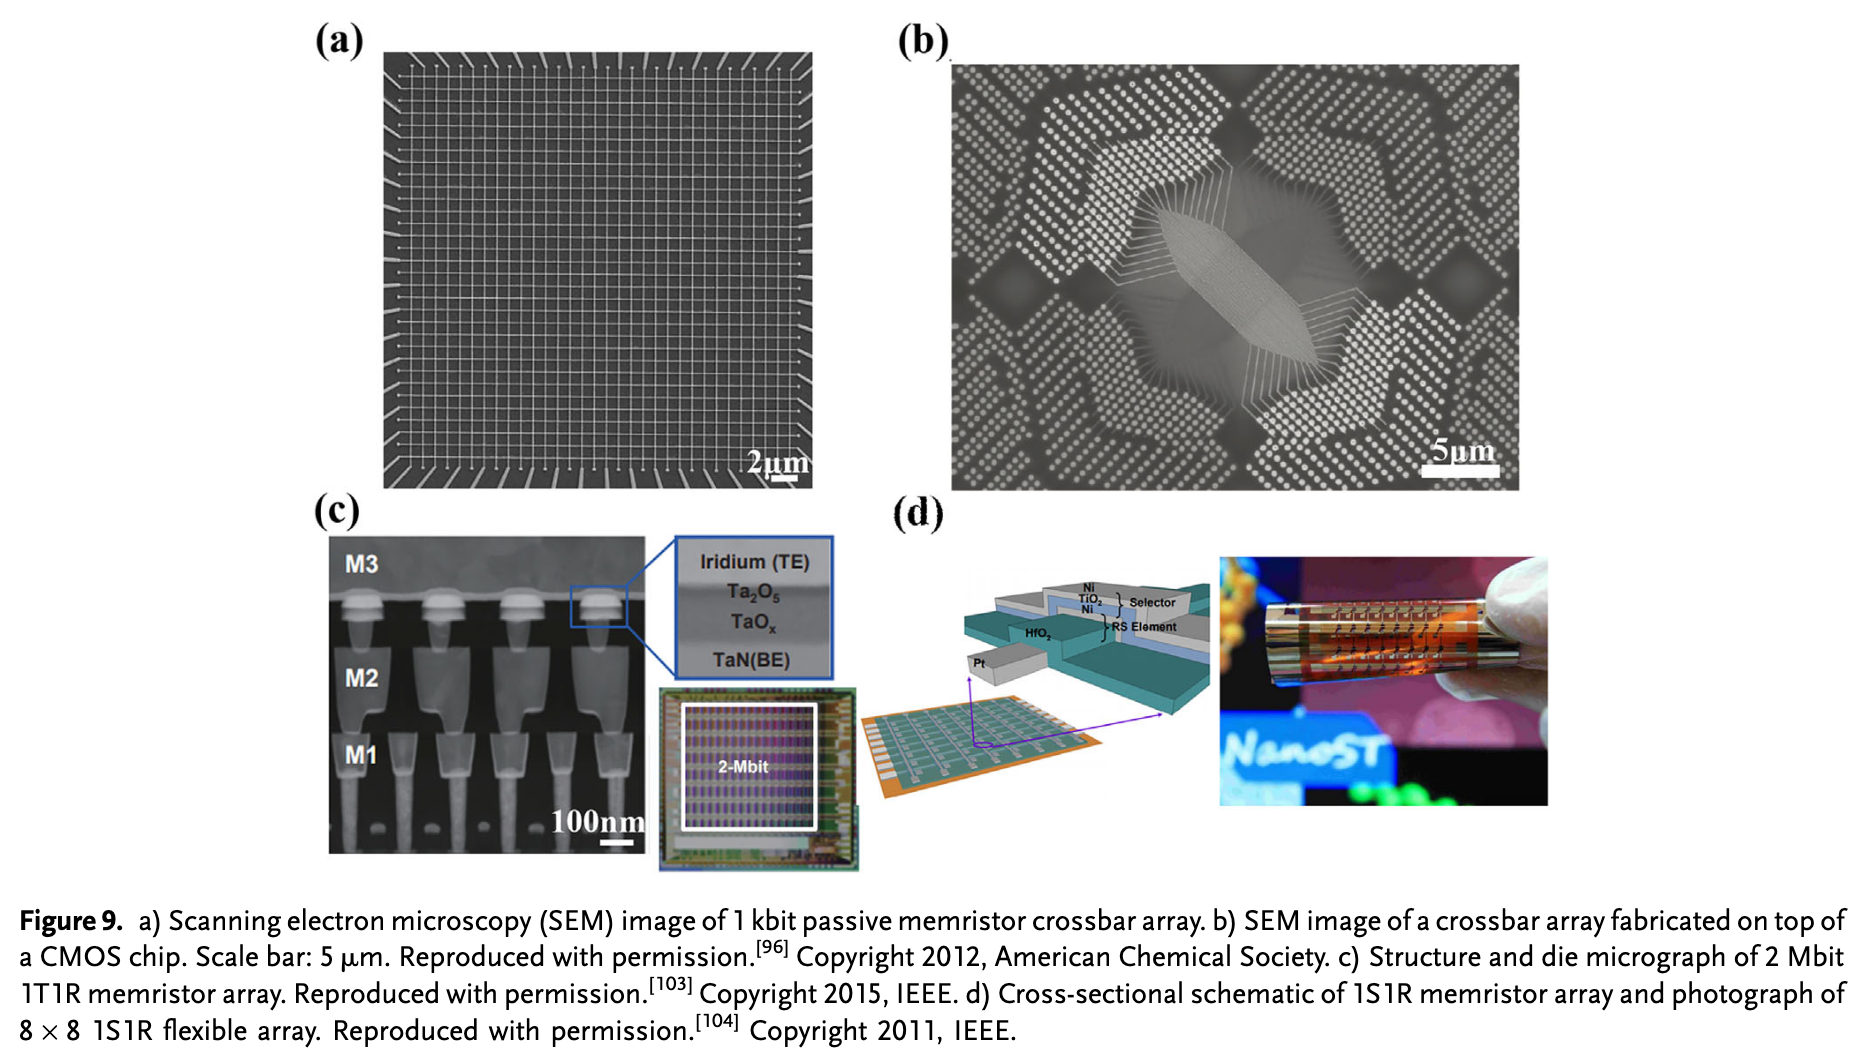 (a)
(b)
2μm
5μm
(c)
(d)
M3
M2
M1
100nm
Iridium (TE)
Ta₂O₅
TaOₓ
TaN(BE)
2-Mbit
Ni
TiO₂
Ni
Selector
RS Element
HfO₂
Pt
NanoST
Figure 9. a) Scanning electron microscopy (SEM) image of 1 kbit passive memristor crossbar array. b) SEM image of a crossbar array fabricated on top of
a CMOS chip. Scale bar: 5 μm. Reproduced with permission.[96] Copyright 2012, American Chemical Society. c) Structure and die micrograph of 2 Mbit
1T1R memristor array. Reproduced with permission.[103] Copyright 2015, IEEE. d) Cross-sectional schematic of 1S1R memristor array and photograph of
8 × 8 1S1R flexible array. Reproduced with permission.[104] Copyright 2011, IEEE.